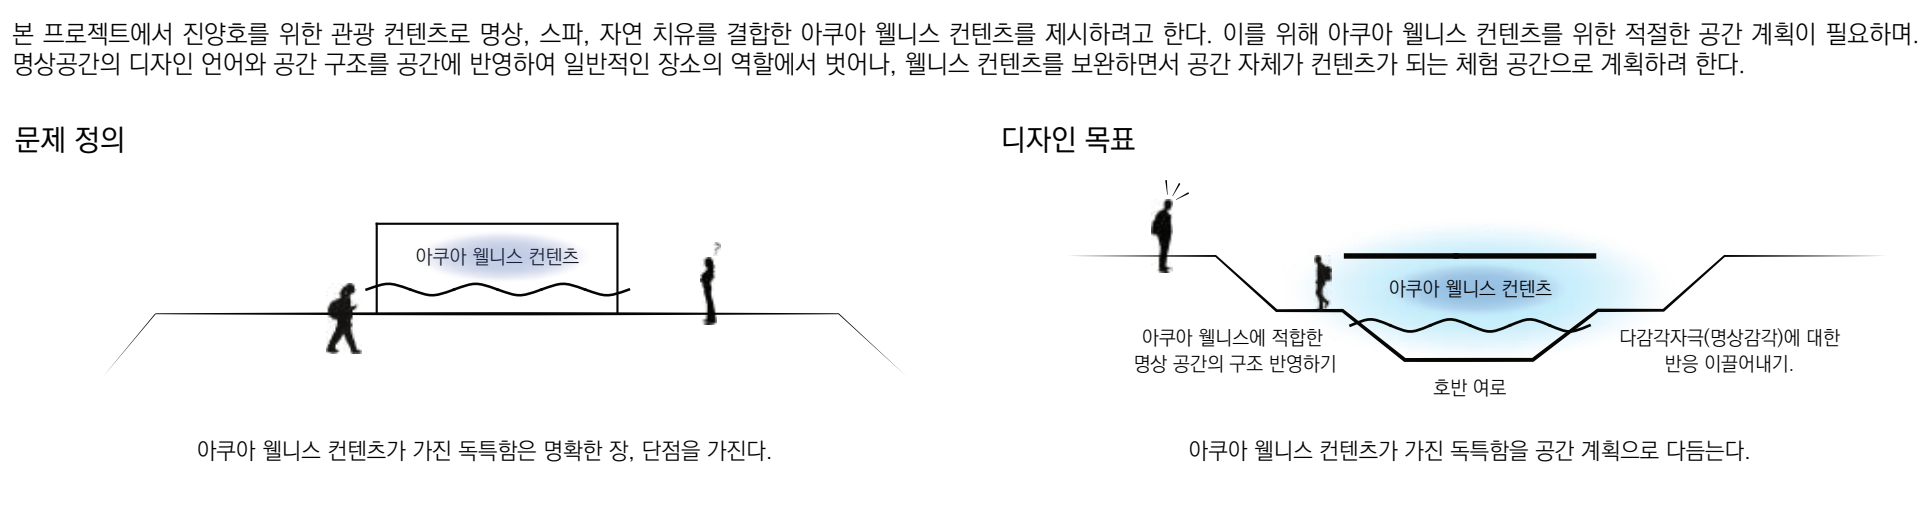 본 프로젝트에서 진양호를 위한 관광 컨텐츠로 명상, 스파, 자연 치유를 결합한 아쿠아 웰니스 컨텐츠를 제시하려고 한다. 이를 위해 아쿠아 웰니스 컨텐츠를 위한 적절한 공간 계획이 필요하며.
명상공간의 디자인 언어와 공간 구조를 공간에 반영하여 일반적인 장소의 역할에서 벗어나, 웰니스 컨텐츠를 보완하면서 공간 자체가 컨텐츠가 되는 체험 공간으로 계획하려 한다.
문제 정의
아쿠아 웰니스 컨텐츠
?
아쿠아 웰니스 컨텐츠가 가진 독특함은 명확한 장, 단점을 가진다.
디자인 목표
아쿠아 웰니스 컨텐츠
아쿠아 웰니스에 적합한
명상 공간의 구조 반영하기
호반 여로
다감각자극(명상감각)에 대한
반응 이끌어내기.
아쿠아 웰니스 컨텐츠가 가진 독특함을 공간 계획으로 다듬는다.